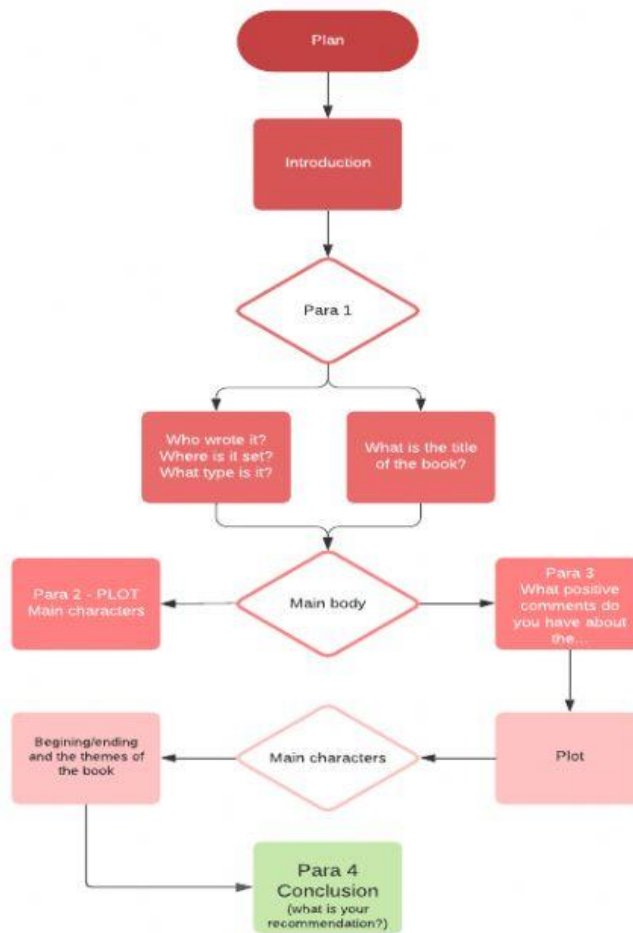 Plan
Introduction
Para 1
Who wrote it?
Where is it set?
What type is it?
What is the title
of the book?
Para 2 - PLOT
Main characters
Main body
Para 3
What positive
comments do
you have about
the...
Begining/ending
and the themes of
the book
Main characters
Plot
Para 4
Conclusion
(what is your
recommendation?)